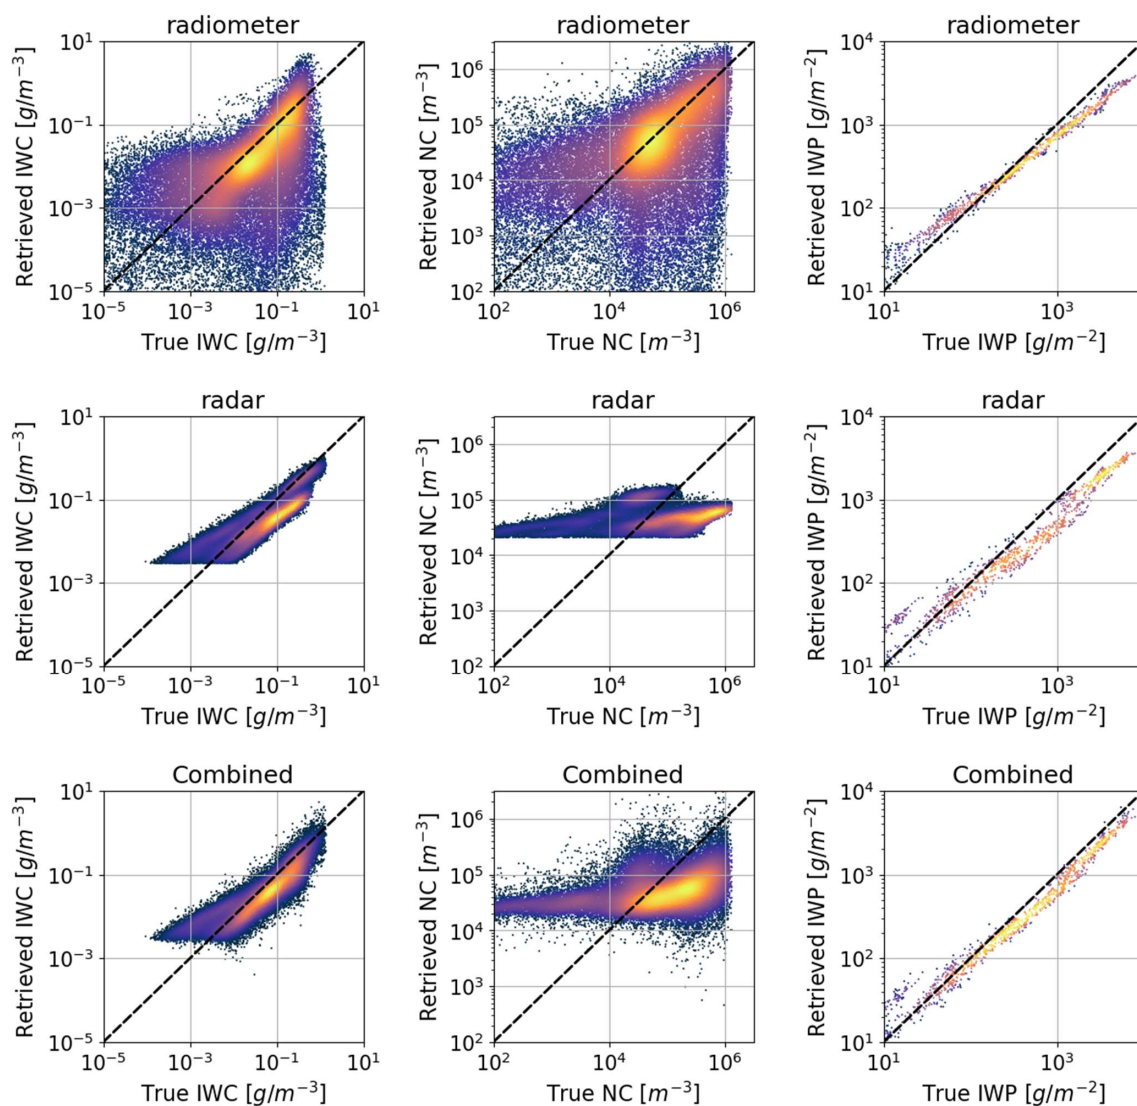 radiometer radiometer radiometer
10^1 10^-1 10^-3 10^-5
Retrieved IWC [g/m^-3]
10^-5 10^-3 10^-1 10^1
True IWC [g/m^-3]
10^6 10^5 10^4 10^3 10^2
Retrieved NC [m^-3]
10^2 10^4 10^6
True NC [m^-3]
10^4 10^3 10^2 10^1
Retrieved IWP [g/m^-2]
10^1 10^3
True IWP [g/m^-2]
radar radar radar
10^1 10^-1 10^-3 10^-5
Retrieved IWC [g/m^-3]
10^-5 10^-3 10^-1 10^1
True IWC [g/m^-3]
10^6 10^5 10^4 10^3 10^2
Retrieved NC [m^-3]
10^2 10^4 10^6
True NC [m^-3]
10^4 10^3 10^2 10^1
Retrieved IWP [g/m^-2]
10^1 10^3
True IWP [g/m^-2]
Combined Combined Combined
10^1 10^-1 10^-3 10^-5
Retrieved IWC [g/m^-3]
10^-5 10^-3 10^-1 10^1
True IWC [g/m^-3]
10^6 10^5 10^4 10^3 10^2
Retrieved NC [m^-3]
10^2 10^4 10^6
True NC [m^-3]
10^4 10^3 10^2 10^1
Retrieved IWP [g/m^-2]
10^1 10^3
True IWP [g/m^-2]